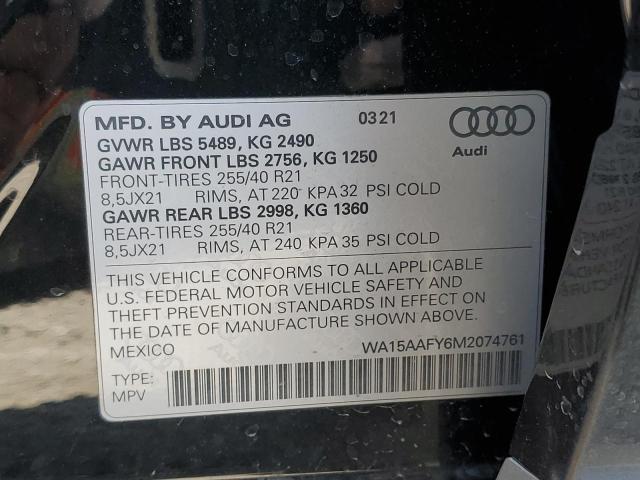 MFD. BY AUDI AG 03 21
GVWR LBS 5489, KG 2490
GAWR FRONT LBS 2756, KG 1250
FRONT-TIRES 255/40 R21
8,5JX21 RIMS, AT 220 KPA 32 PSI COLD
GAWR REAR LBS 2998, KG 1360
REAR-TIRES 255/40 R21
8,5JX21 RIMS, AT 240 KPA 35 PSI COLD
Audi
THIS VEHICLE CONFORMS TO ALL APPLICABLE
U.S. FEDERAL MOTOR VEHICLE SAFETY AND
THEFT PREVENTION STANDARDS IN EFFECT ON
THE DATE OF MANUFACTURE SHOWN ABOVE.
MEXICO WA15AAFY6M2074761
TYPE:
MPV